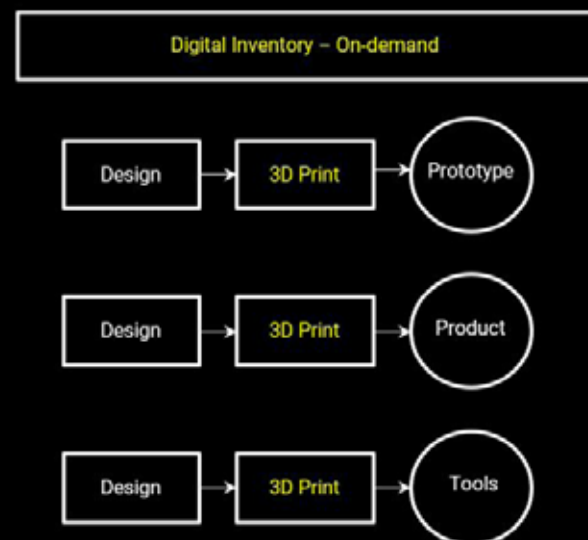 Digital Inventory – On-demand
Design
3D Print
Prototype
Design
3D Print
Product
Design
3D Print
Tools